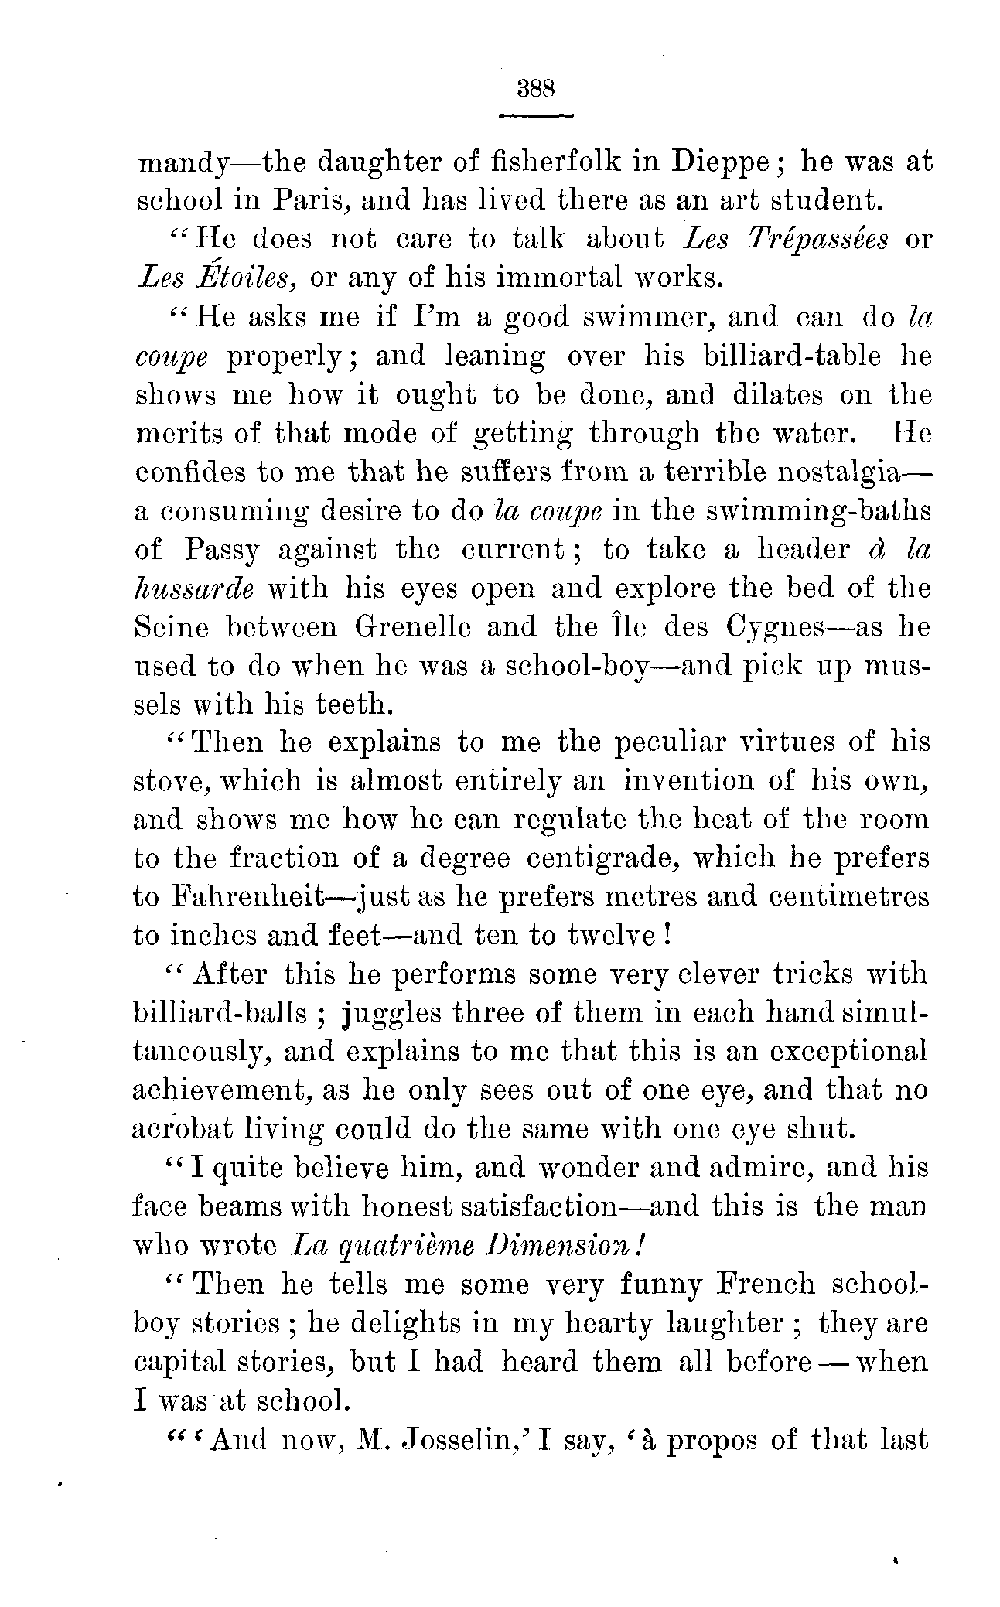 388
mandy—the daughter of fisherfolk in Dieppe; he was at
school in Paris, and has lived there as an art student.
“He does not care to talk about Les Trépassées or
Les Étoiles, or any of his immortal works.
“He asks me if I’m a good swimmer, and can do la
coupe properly; and leaning over his billiard-table he
shows me how it ought to be done, and dilates on the
merits of that mode of getting through the water. He
confides to me that he suffers from a terrible nostalgia—
a consuming desire to do la coupe in the swimming-baths
of Passy against the current; to take a header à la
hussarde with his eyes open and explore the bed of the
Seine between Grenelle and the Île des Cygnes—as he
used to do when he was a school-boy—and pick up mus-
sels with his teeth.
“Then he explains to me the peculiar virtues of his
stove, which is almost entirely an invention of his own,
and shows me how he can regulate the heat of the room
to the fraction of a degree centigrade, which he prefers
to Fahrenheit—just as he prefers metres and centimetres
to inches and feet—and ten to twelve!
“After this he performs some very clever tricks with
billiard-balls; juggles three of them in each hand simul-
taneously, and explains to me that this is an exceptional
achievement, as he only sees out of one eye, and that no
acrobat living could do the same with one eye shut.
“I quite believe him, and wonder and admire, and his
face beams with honest satisfaction—and this is the man
who wrote La quatrième Dimension!
“Then he tells me some very funny French school-
boy stories; he delights in my hearty laughter; they are
capital stories, but I had heard them all before—when
I was at school.
“‘And now, M. Josselin,’ I say, ‘à propos of that last